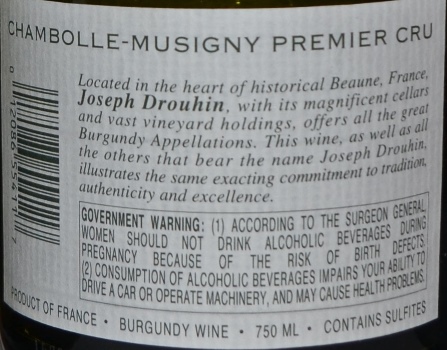 CHAMBOLLE-MUSIGNY PREMIER CRU
Located in the heart of historical Beaune, France,
Joseph Drouhin, with its magnificent cellars
and vast vineyard holdings, offers all the great
Burgundy Appellations. This wine, as well as all
the others that bear the name Joseph Drouhin,
illustrates the same exacting commitment to tradition,
authenticity and excellence.
GOVERNMENT WARNING: (1) ACCORDING TO THE SURGEON GENERAL,
WOMEN SHOULD NOT DRINK ALCOHOLIC BEVERAGES DURING
PREGNANCY BECAUSE OF THE RISK OF BIRTH DEFECTS.
(2) CONSUMPTION OF ALCOHOLIC BEVERAGES IMPAIRS YOUR ABILITY TO
DRIVE A CAR OR OPERATE MACHINERY, AND MAY CAUSE HEALTH PROBLEMS.
PRODUCT OF FRANCE • BURGUNDY WINE • 750 ML • CONTAINS SULFITES